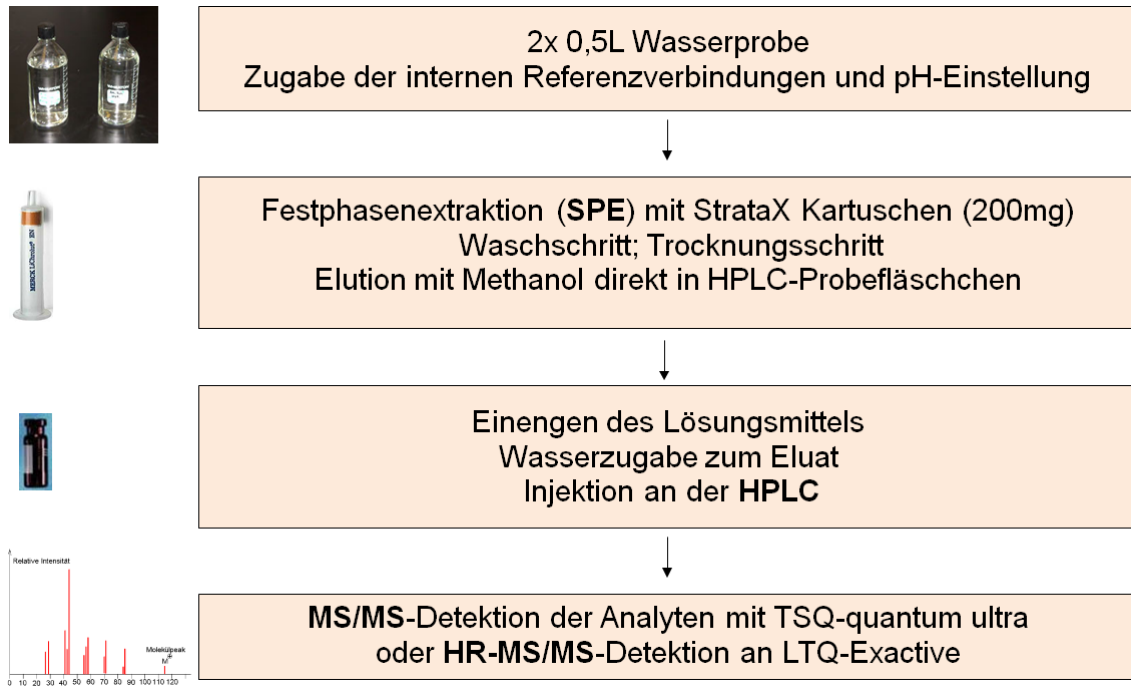 2x 0,5L Wasserprobe
Zugabe der internen Referenzverbindungen und pH-Einstellung
Festphasenextraktion (SPE) mit StrataX Kartuschen (200mg)
Waschschritt; Trocknungsschritt
Elution mit Methanol direkt in HPLC-Probefläschchen
MERCK LiChrolut® EN
Einengen des Lösungsmittels
Wasserzugabe zum Eluat
Injektion an der HPLC
MS/MS-Detektion der Analyten mit TSQ-quantum ultra
oder HR-MS/MS-Detektion an LTQ-Exactive
Relative Intensität
Molekülpeak
M
0 10 20 30 40 50 60 70 80 90 100 110 120